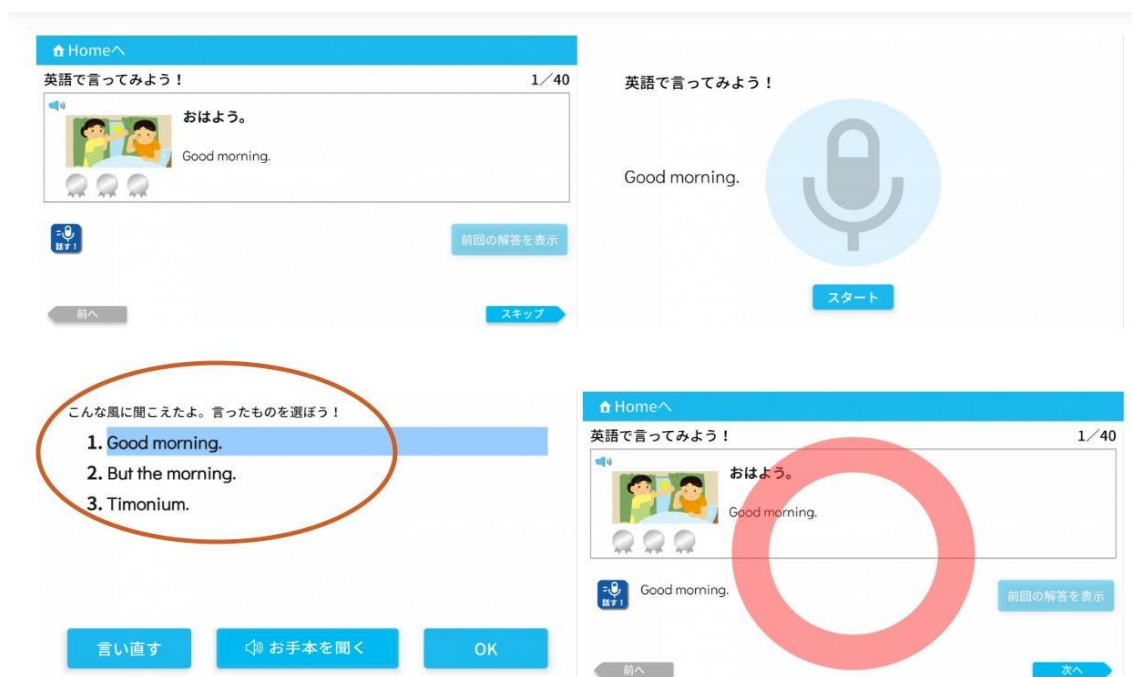 Homeへ
英語で言ってみよう！ 1／40
おはよう。
Good morning.
話す！
前回の解答を表示
前へ
スキップ
英語で言ってみよう！
Good morning.
スタート
こんな風に聞こえたよ。言ったものを選ぼう！
1. Good morning.
2. But the morning.
3. Timonium.
言い直す
お手本を聞く
OK
Homeへ
英語で言ってみよう！ 1／40
おはよう。
Good morning.
話す！
Good morning.
前回の解答を表示
前へ
次へ